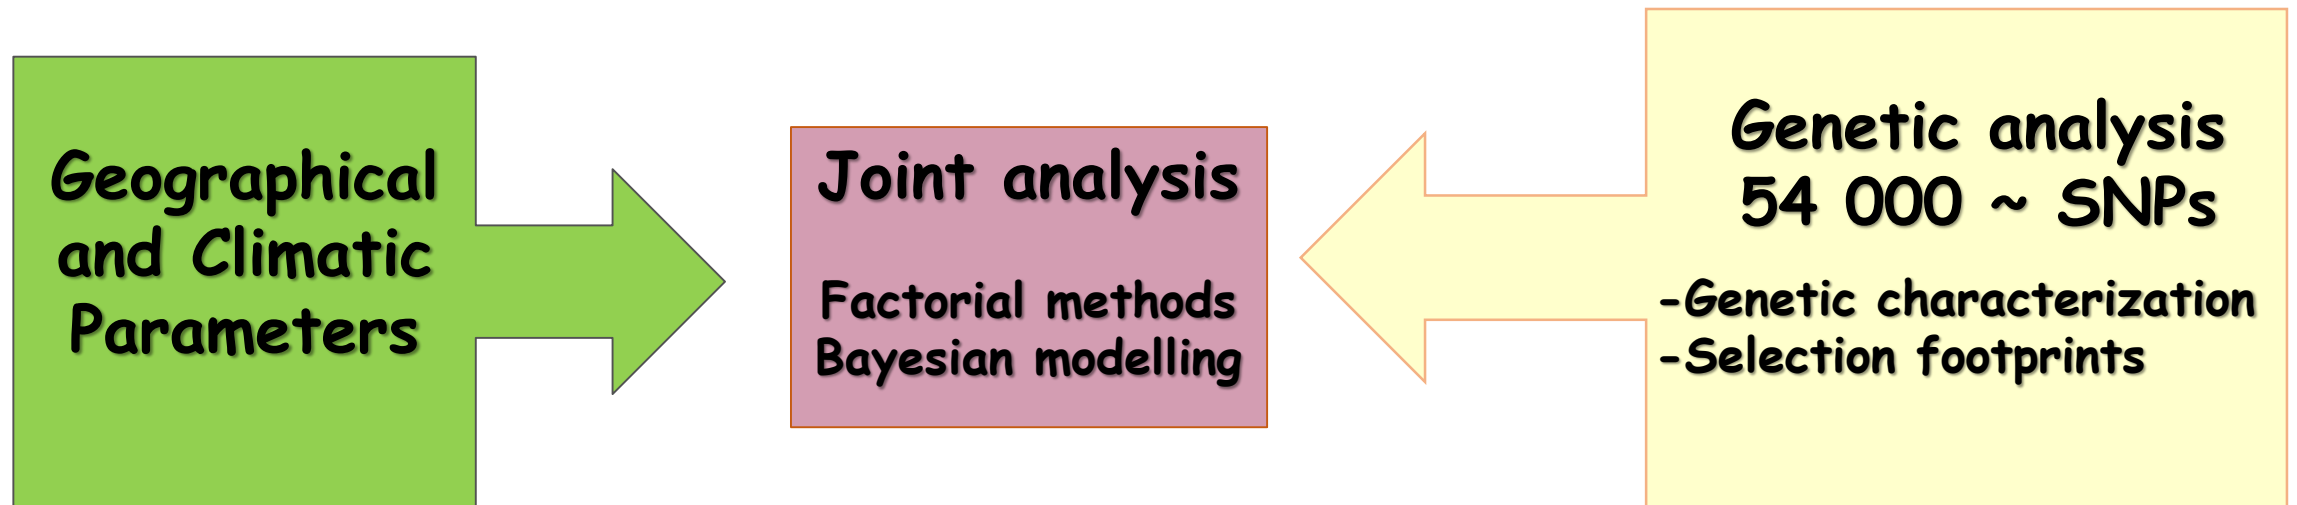 Geographical
and Climatic
Parameters
Joint analysis
Factorial methods
Bayesian modelling
Genetic analysis
54 000 ~ SNPs
-Genetic characterization
-Selection footprints